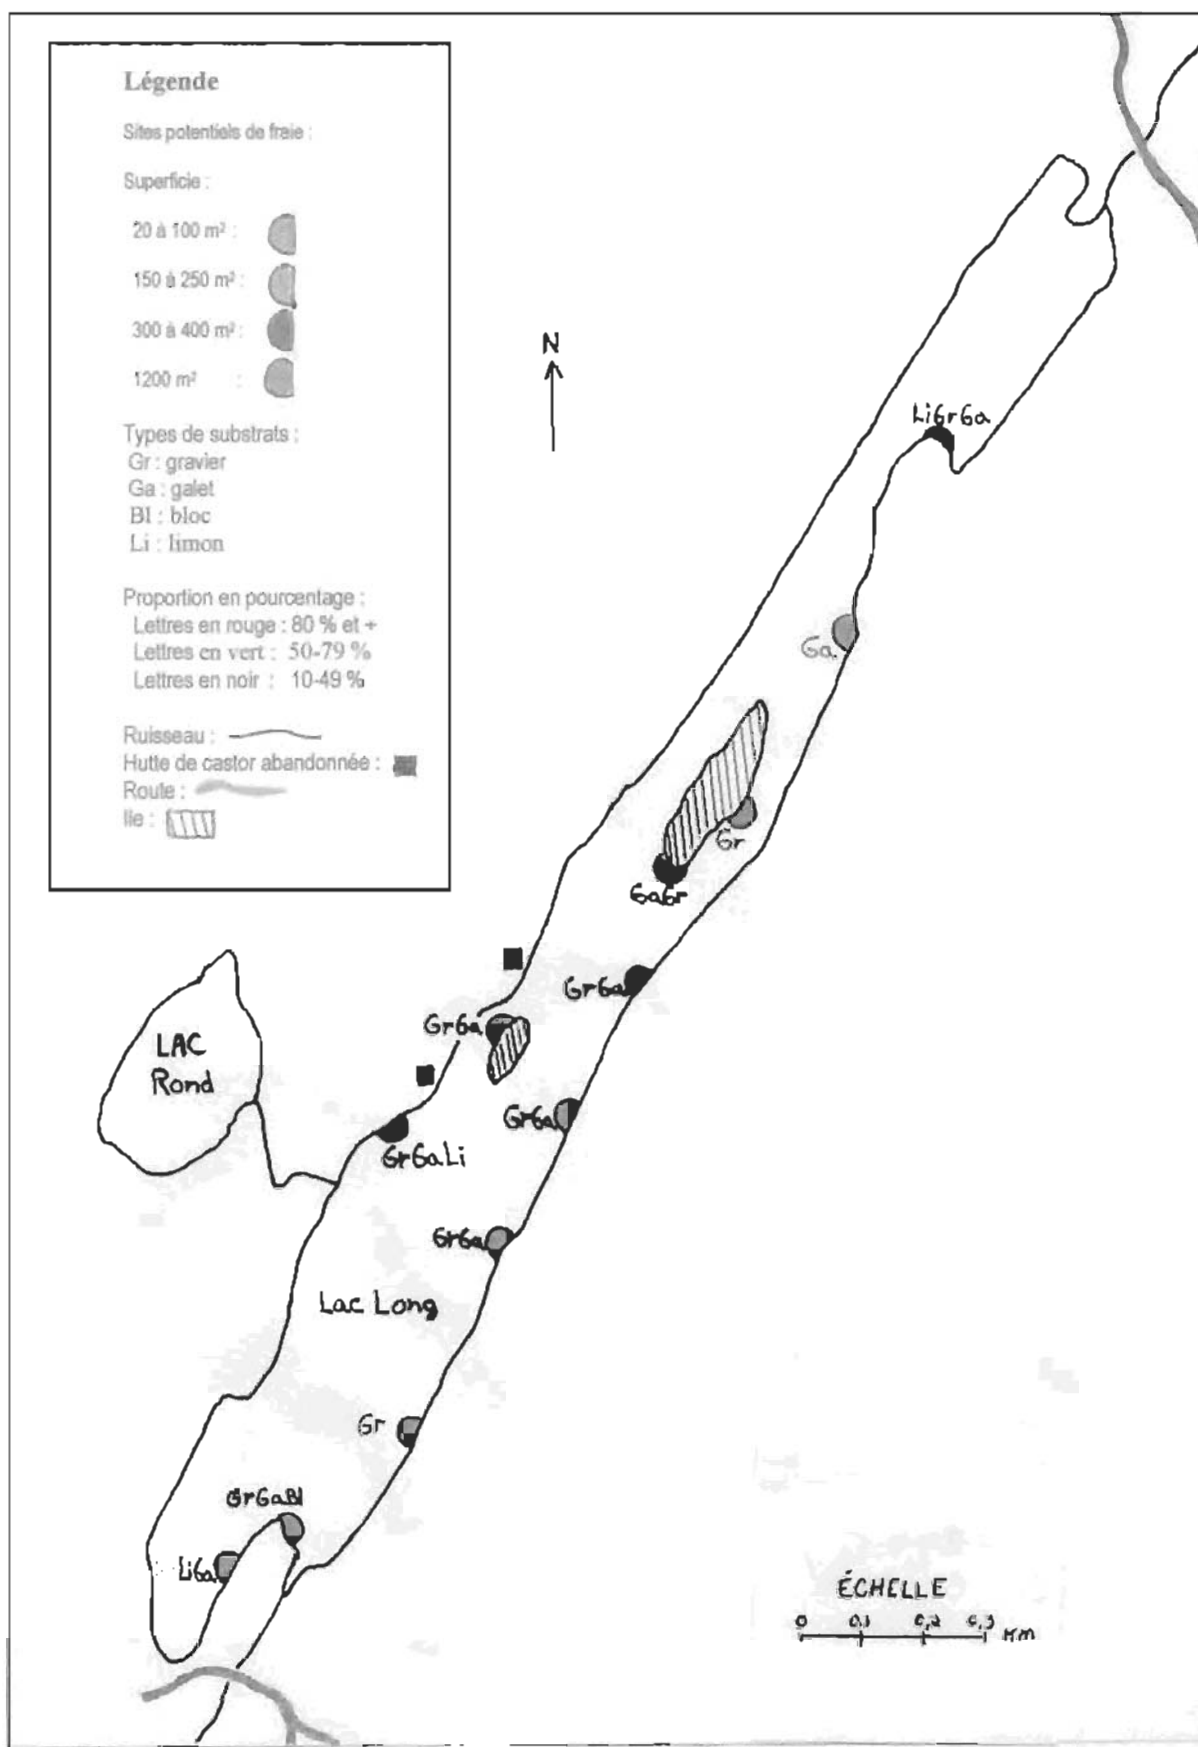 Légende
Sites potentiels de fraie :
Superficie :
20 à 100 m² :
150 à 250 m² :
300 à 400 m² :
1200 m² :
Types de substrats :
Gr : gravier
Ga : galet
Bl : bloc
Li : limon
Proportion en pourcentage :
Lettres en rouge : 80 % et +
Lettres en vert : 50-79 %
Lettres en noir : 10-49 %
Ruisseau :
Hutte de castor abandonnée :
Route :
Ile :
N
LiGrGa
Ga
Gr
GaGr
GrGa
GrGa
LAC
Rond
GrGa
GrGaLi
GrGa
Lac Long
Gr
GrGaBl
LiGa
ÉCHELLE
0 0,1 0,2 0,3 KM